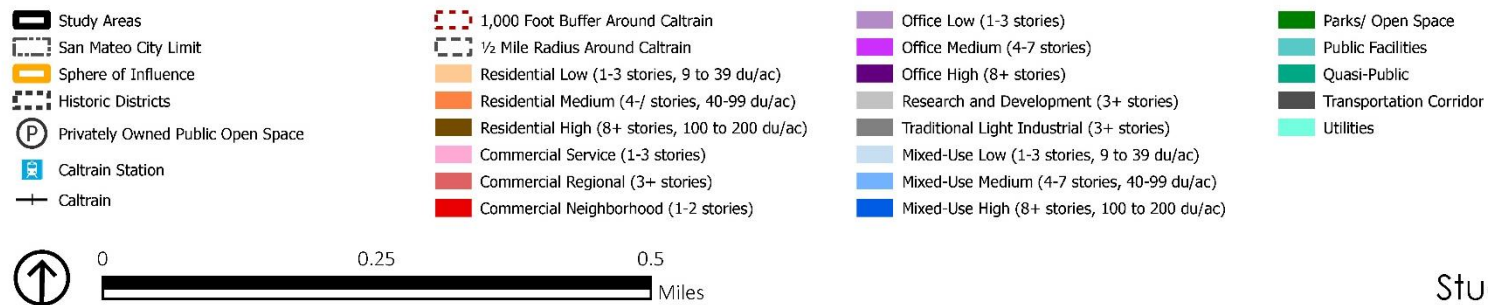 Study Areas
San Mateo City Limit
Sphere of Influence
Historic Districts
P Privately Owned Public Open Space
Caltrain Station
Caltrain
1,000 Foot Buffer Around Caltrain
½ Mile Radius Around Caltrain
Residential Low (1-3 stories, 9 to 39 du/ac)
Residential Medium (4-/ stories, 40-99 du/ac)
Residential High (8+ stories, 100 to 200 du/ac)
Commercial Service (1-3 stories)
Commercial Regional (3+ stories)
Commercial Neighborhood (1-2 stories)
Office Low (1-3 stories)
Office Medium (4-7 stories)
Office High (8+ stories)
Research and Development (3+ stories)
Traditional Light Industrial (3+ stories)
Mixed-Use Low (1-3 stories, 9 to 39 du/ac)
Mixed-Use Medium (4-7 stories, 40-99 du/ac)
Mixed-Use High (8+ stories, 100 to 200 du/ac)
Parks/ Open Space
Public Facilities
Quasi-Public
Transportation Corridor
Utilities
0 0.25 0.5
Miles
Stu